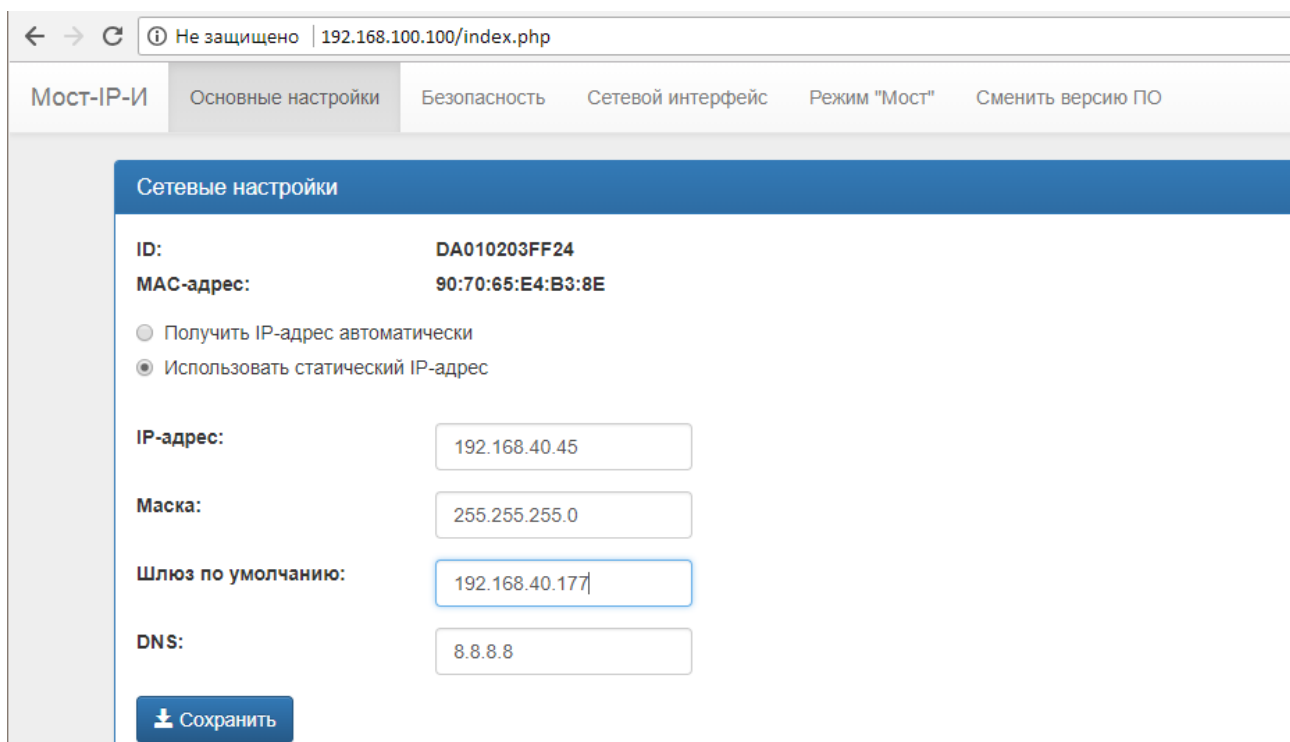 Не защищено | 192.168.100.100/index.php
Мост-IP-И Основные настройки Безопасность Сетевой интерфейс Режим "Мост" Сменить версию ПО
Сетевые настройки
ID: DA010203FF24
MAC-адрес: 90:70:65:E4:B3:8E
Получить IP-адрес автоматически
Использовать статический IP-адрес
IP-адрес: 192.168.40.45
Маска: 255.255.255.0
Шлюз по умолчанию: 192.168.40.177
DNS: 8.8.8.8
Сохранить